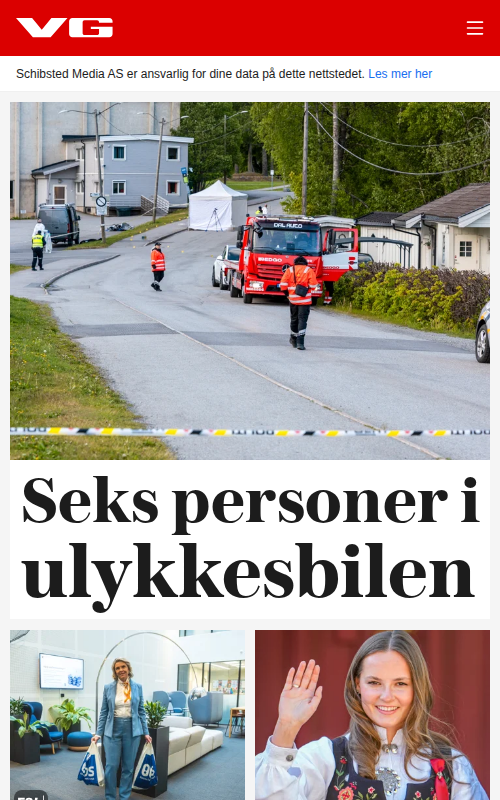 VG
Schibsted Media AS er ansvarlig for dine data på dette nettstedet. Les mer her
Seks personer i
ulykkesbilen